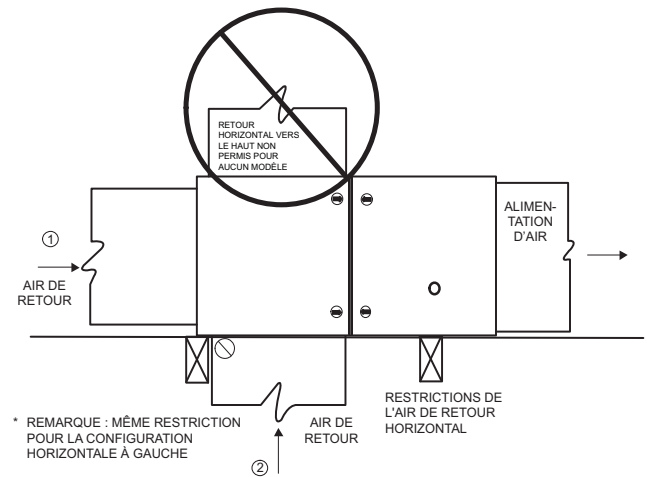 RETOUR
HORIZONTAL VERS
LE HAUT NON
PERMIS POUR
AUCUN MODÈLE
ALIMEN-
TATION
D'AIR
1
AIR DE
RETOUR
RESTRICTIONS DE
L'AIR DE RETOUR
HORIZONTAL
* REMARQUE : MÊME RESTRICTION
POUR LA CONFIGURATION
HORIZONTALE À GAUCHE
AIR DE
RETOUR
2